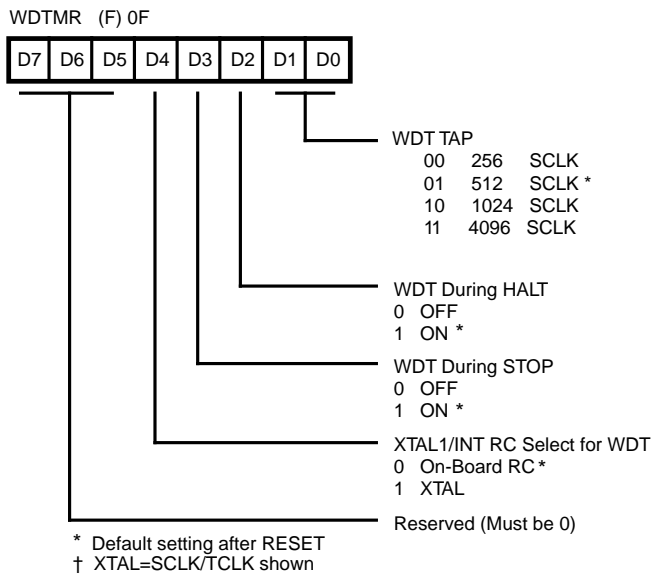 WDTMR (F) 0F
D7 D6 D5 D4 D3 D2 D1 D0
WDT TAP
00 256 SCLK
01 512 SCLK *
10 1024 SCLK
11 4096 SCLK
WDT During HALT
0 OFF
1 ON *
WDT During STOP
0 OFF
1 ON *
XTAL1/INT RC Select for WDT
0 On-Board RC *
1 XTAL
Reserved (Must be 0)
* Default setting after RESET
† XTAL=SCLK/TCLK shown